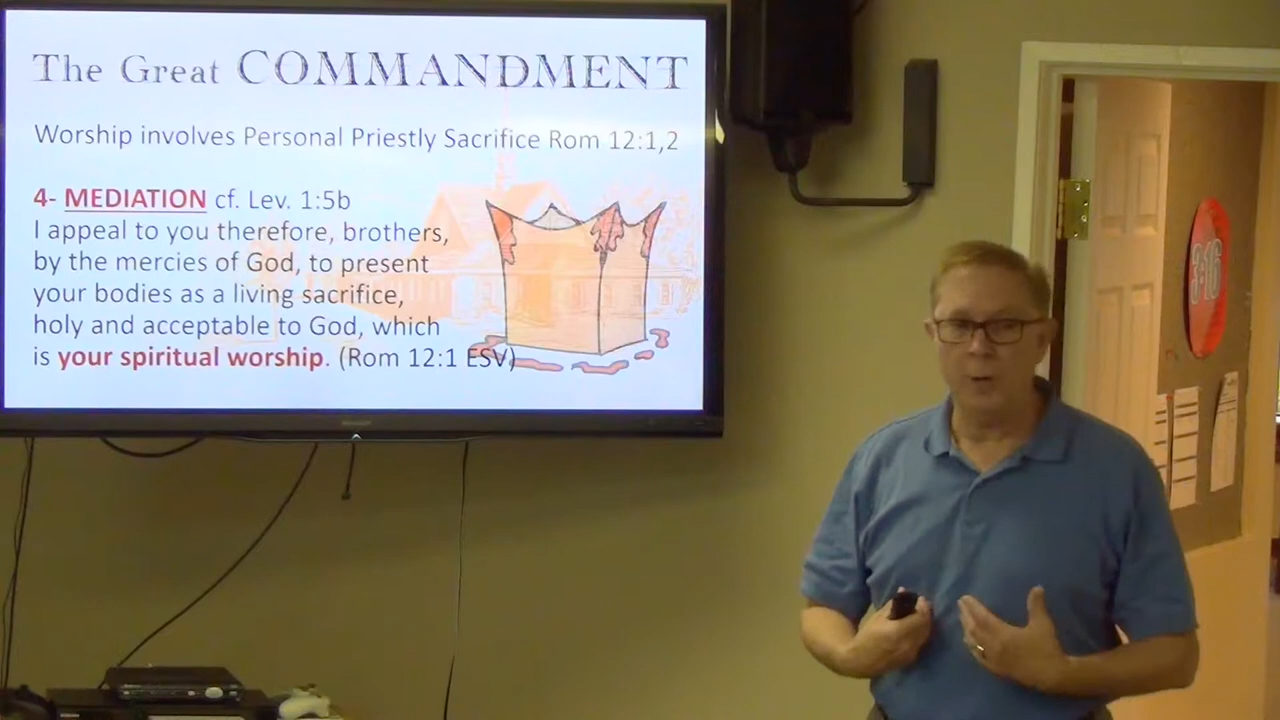 The Great COMMANDMENT
Worship involves Personal Priestly Sacrifice Rom 12:1,2
4- MEDIATION cf. Lev. 1:5b
I appeal to you therefore, brothers,
by the mercies of God, to present
your bodies as a living sacrifice,
holy and acceptable to God, which
is your spiritual worship. (Rom 12:1 ESV)
3:16